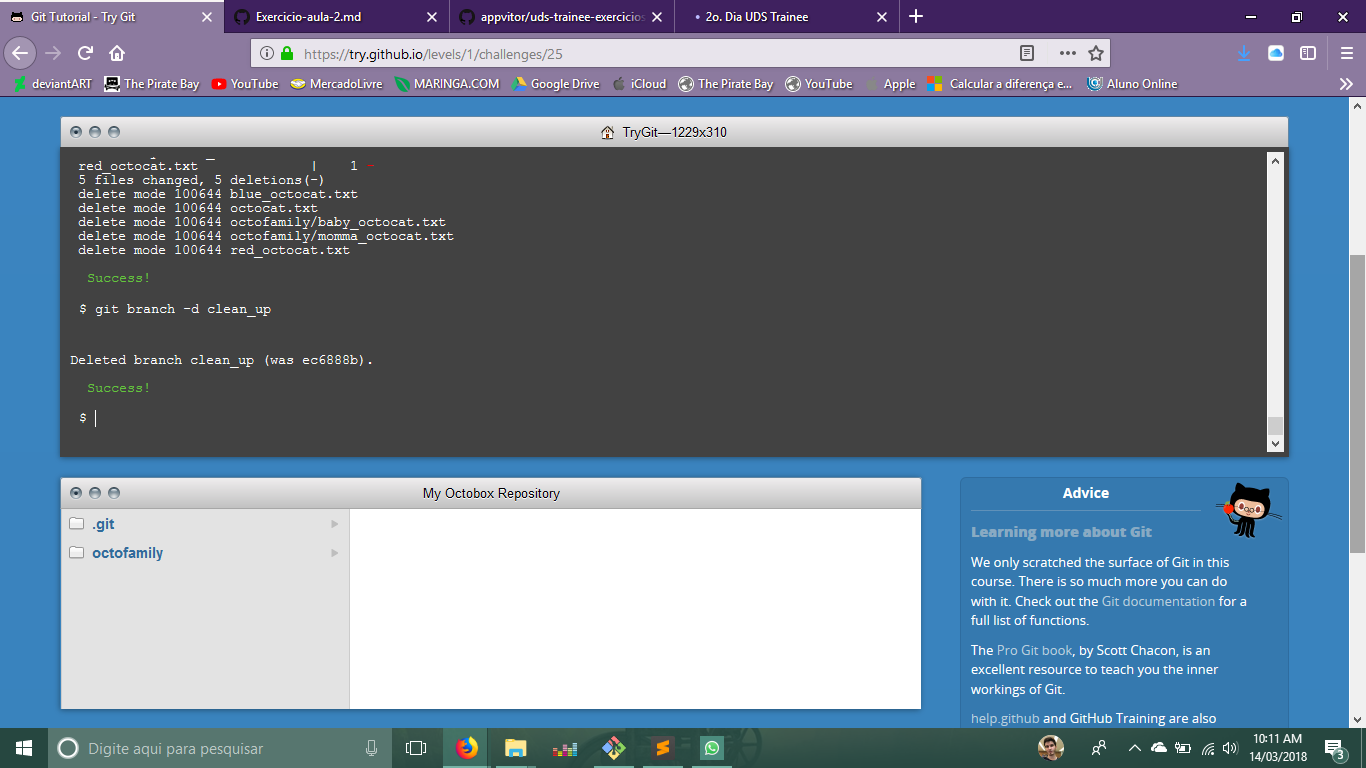 Git Tutorial - Try Git
Exercicio-aula-2.md
appvitor/uds-trainee-exercicios
2o. Dia UDS Trainee
https://try.github.io/levels/1/challenges/25
deviantART
The Pirate Bay
YouTube
MercadoLivre
MARINGA.COM
Google Drive
iCloud
The Pirate Bay
YouTube
Apple
Calcular a diferença e...
Aluno Online
TryGit—1229x310
red_octocat.txt | 1
5 files changed, 5 deletions(-)
delete mode 100644 blue_octocat.txt
delete mode 100644 octocat.txt
delete mode 100644 octofamily/baby_octocat.txt
delete mode 100644 octofamily/momma_octocat.txt
delete mode 100644 red_octocat.txt
Success!
$ git branch -d clean_up
Deleted branch clean_up (was ec6888b).
Success!
$
My Octobox Repository
.git
octofamily
Advice
Learning more about Git
We only scratched the surface of Git in this
course. There is so much more you can do
with it. Check out the Git documentation for a
full list of functions.
The Pro Git book, by Scott Chacon, is an
excellent resource to teach you the inner
workings of Git.
help.github and GitHub Training are also
Digite aqui para pesquisar
10:11 AM
14/03/2018
3